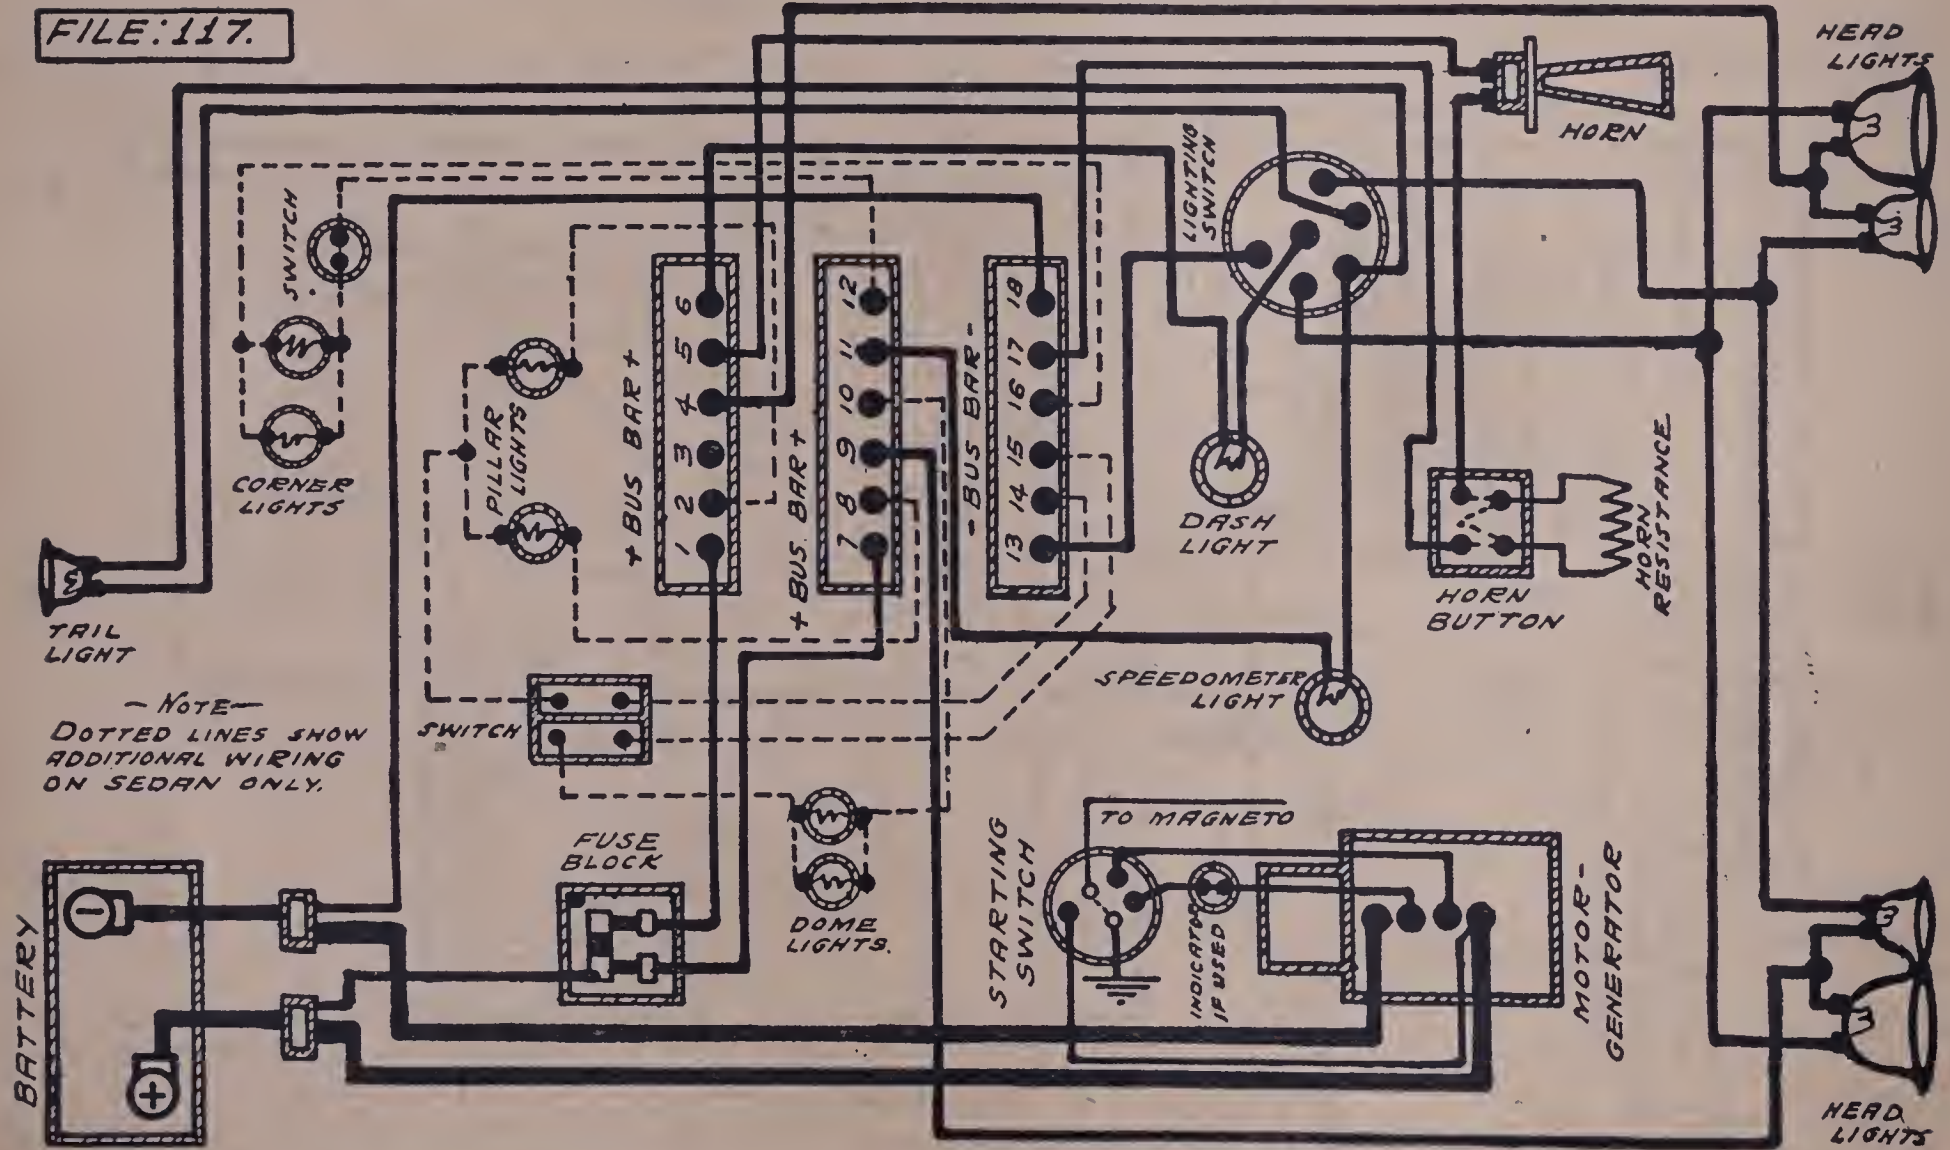 FILE:117.
HEAD
LIGHTS
HORN
LIGHTING
SWITCH
SWITCH
CORNER
LIGHTS
PILLAR
LIGHTS
+ BUS BAR +
6
5
4
3
2
1
+ BUS BAR +
12
11
10
9
8
7
- BUS BAR -
18
17
16
15
14
13
DASH
LIGHT
HORN
BUTTON
HORN
RESISTANCE
TAIL
LIGHT
SPEEDOMETER
LIGHT
— NOTE —
DOTTED LINES SHOW
ADDITIONAL WIRING
ON SEDAN ONLY.
SWITCH
FUSE
BLOCK
DOME
LIGHTS.
STARTING
SWITCH
TO MAGNETO
INDICATOR
IF USED
MOTOR-
GENERATOR
BATTERY
−
+
HEAD
LIGHTS